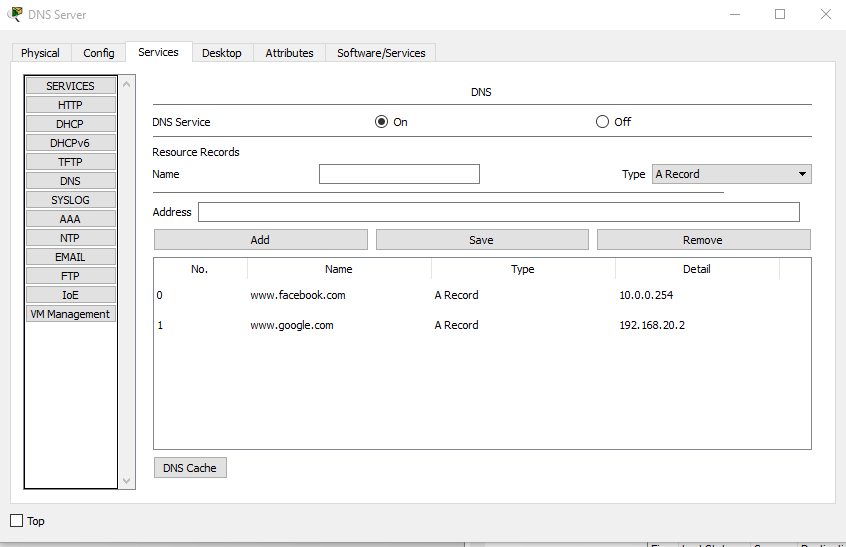 DNS Server
Physical Config Services Desktop Attributes Software/Services
SERVICES
HTTP
DHCP
DHCPv6
TFTP
DNS
SYSLOG
AAA
NTP
EMAIL
FTP
IoE
VM Management
DNS
DNS Service On Off
Resource Records
Name Type A Record
Address
Add Save Remove
No. Name Type Detail
0 www.facebook.com A Record 10.0.0.254
1 www.google.com A Record 192.168.20.2
DNS Cache
Top